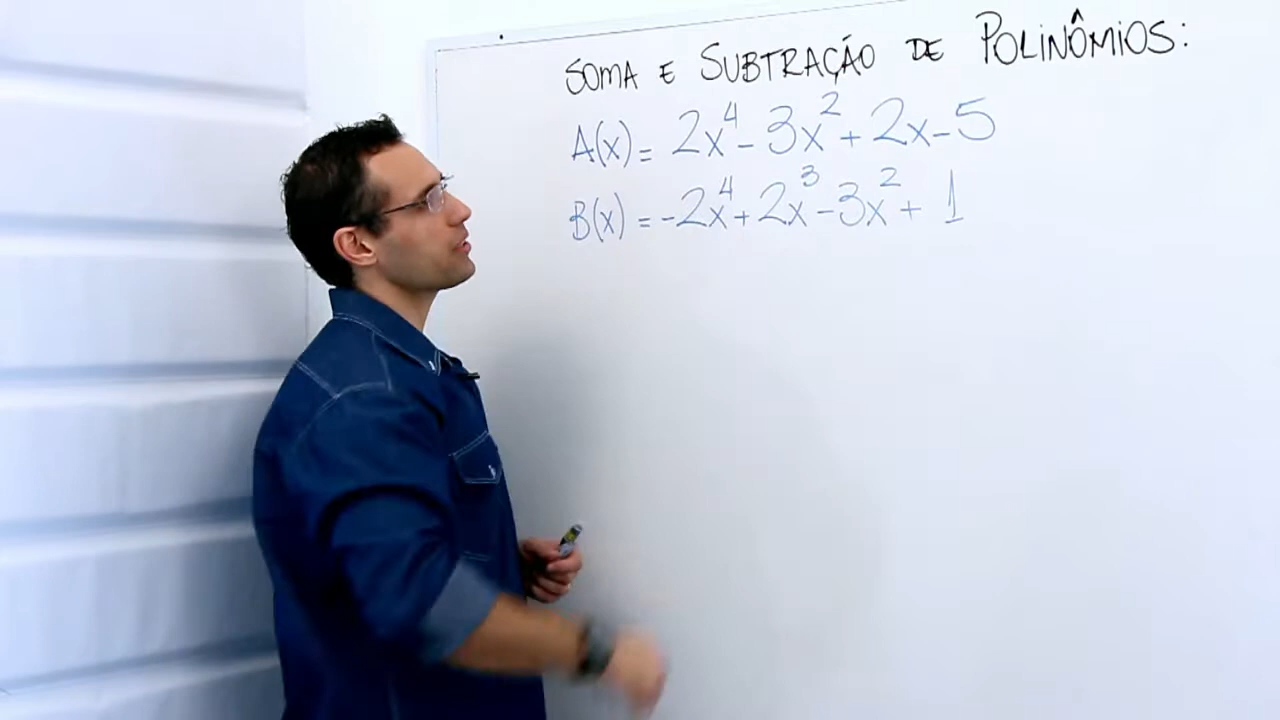 SOMA E SUBTRAÇÃO DE POLINÔMIOS:
A(x) = 2x⁴ - 3x² + 2x - 5
B(x) = -2x⁴ + 2x³ - 3x² + 1